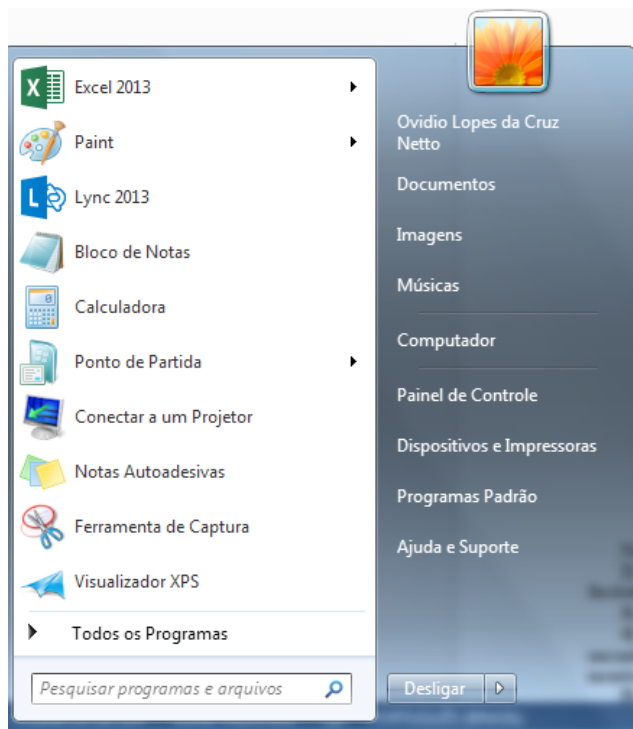 Excel 2013
Paint
Lync 2013
Bloco de Notas
Calculadora
Ponto de Partida
Conectar a um Projetor
Notas Autoadesivas
Ferramenta de Captura
Visualizador XPS
Todos os Programas
Pesquisar programas e arquivos
Ovidio Lopes da Cruz
Netto
Documentos
Imagens
Músicas
Computador
Painel de Controle
Dispositivos e Impressoras
Programas Padrão
Ajuda e Suporte
Desligar